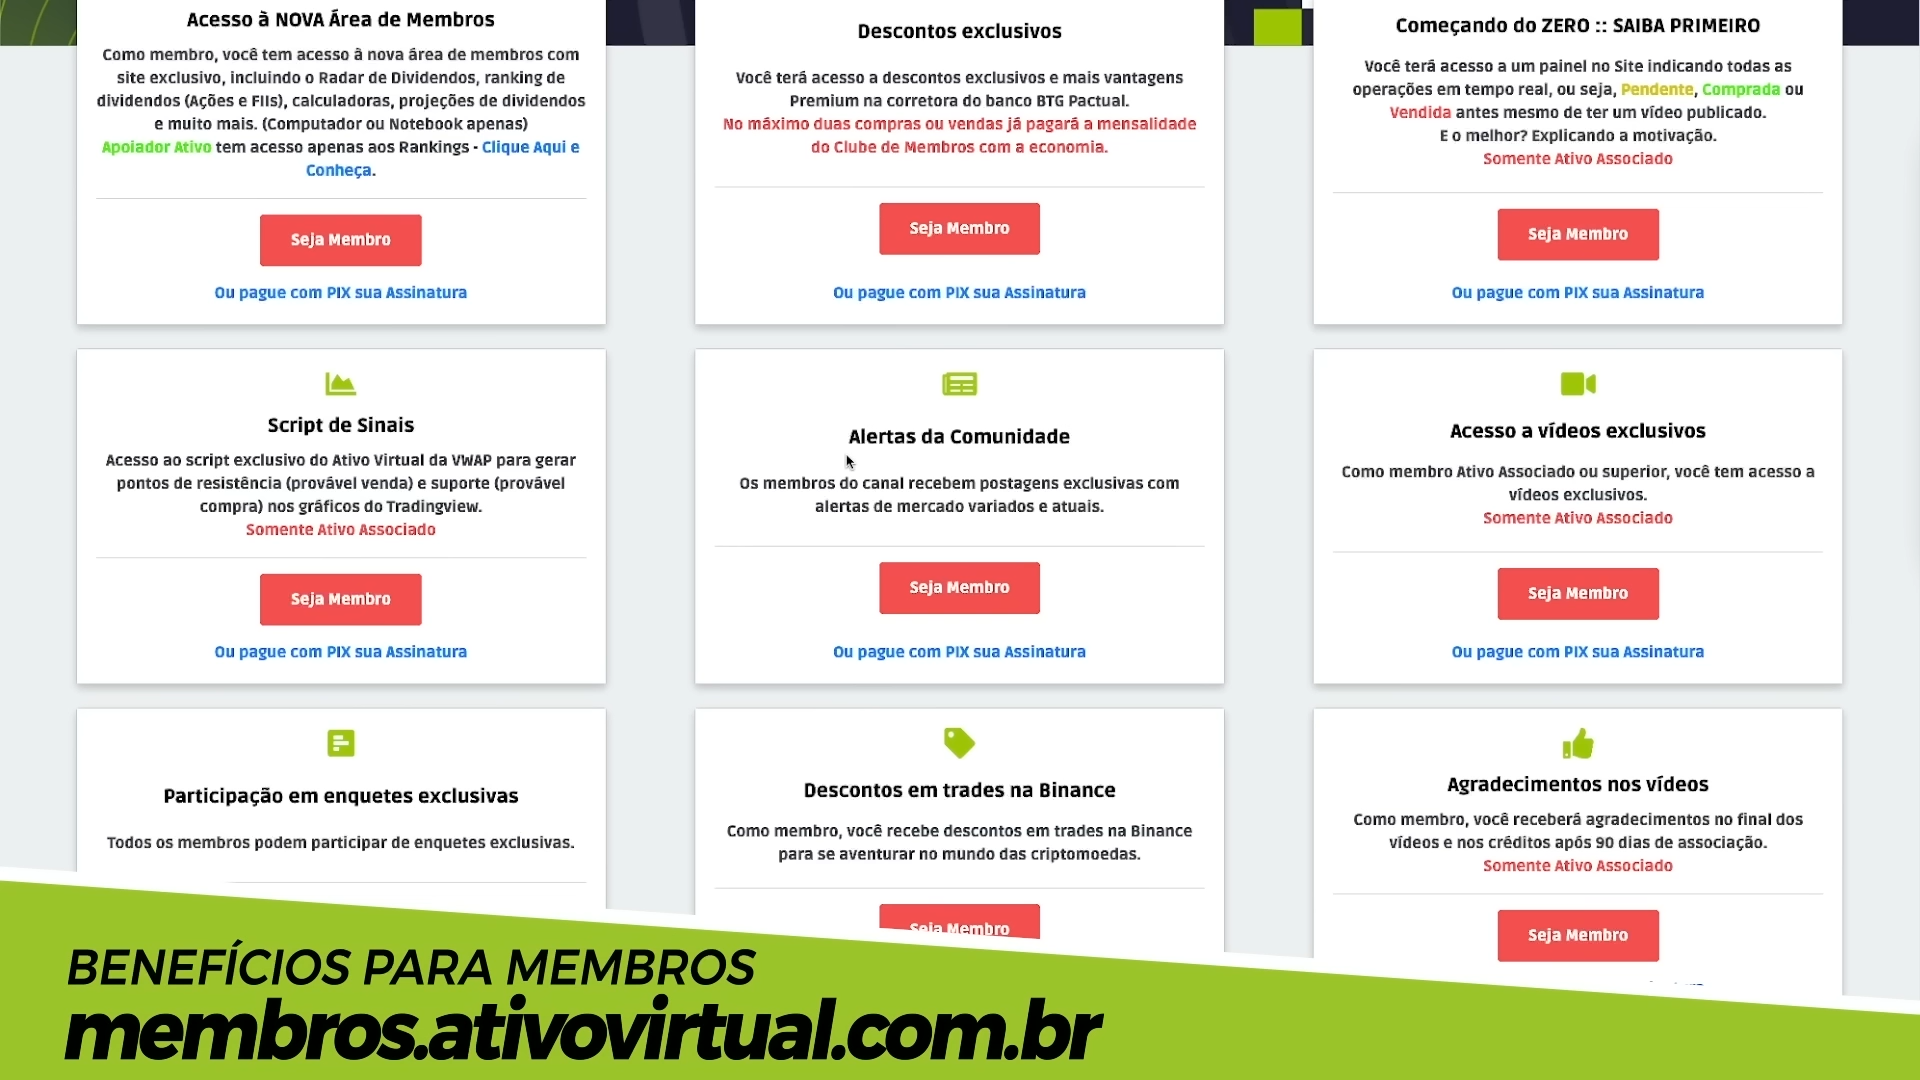 Acesso à NOVA Área de Membros
Como membro, você tem acesso à nova área de membros com
site exclusivo, incluindo o Radar de Dividendos, ranking de
dividendos (Ações e FIIs), calculadoras, projeções de dividendos
e muito mais. (Computador ou Notebook apenas)
Apoiador Ativo tem acesso apenas aos Rankings - Clique Aqui e
Conheça.
Seja Membro
Ou pague com PIX sua Assinatura
Descontos exclusivos
Você terá acesso a descontos exclusivos e mais vantagens
Premium na corretora do banco BTG Pactual.
No máximo duas compras ou vendas já pagará a mensalidade
do Clube de Membros com a economia.
Seja Membro
Ou pague com PIX sua Assinatura
Começando do ZERO :: SAIBA PRIMEIRO
Você terá acesso a um painel no Site indicando todas as
operações em tempo real, ou seja, Pendente, Comprada ou
Vendida antes mesmo de ter um vídeo publicado.
E o melhor? Explicando a motivação.
Somente Ativo Associado
Seja Membro
Ou pague com PIX sua Assinatura
Script de Sinais
Acesso ao script exclusivo do Ativo Virtual da VWAP para gerar
pontos de resistência (provável venda) e suporte (provável
compra) nos gráficos do Tradingview.
Somente Ativo Associado
Seja Membro
Ou pague com PIX sua Assinatura
Alertas da Comunidade
Os membros do canal recebem postagens exclusivas com
alertas de mercado variados e atuais.
Seja Membro
Ou pague com PIX sua Assinatura
Acesso a vídeos exclusivos
Como membro Ativo Associado ou superior, você tem acesso a
vídeos exclusivos.
Somente Ativo Associado
Seja Membro
Ou pague com PIX sua Assinatura
Participação em enquetes exclusivas
Todos os membros podem participar de enquetes exclusivas.
Descontos em trades na Binance
Como membro, você recebe descontos em trades na Binance
para se aventurar no mundo das criptomoedas.
Seja Membro
Agradecimentos nos vídeos
Como membro, você receberá agradecimentos no final dos
vídeos e nos créditos após 90 dias de associação.
Somente Ativo Associado
Seja Membro
BENEFÍCIOS PARA MEMBROS
membros.ativovirtual.com.br